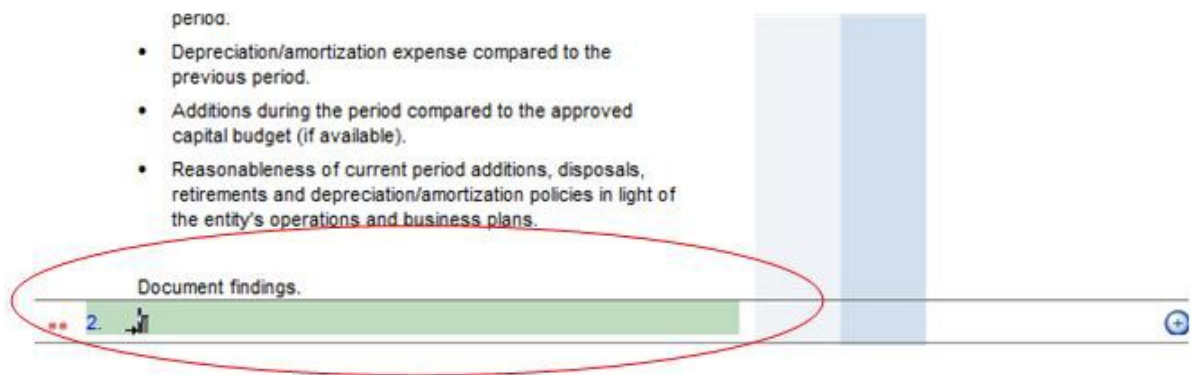 period.
• Depreciation/amortization expense compared to the
previous period.
• Additions during the period compared to the approved
capital budget (if available).
• Reasonableness of current period additions, disposals,
retirements and depreciation/amortization policies in light of
the entity's operations and business plans.
Document findings.
2.